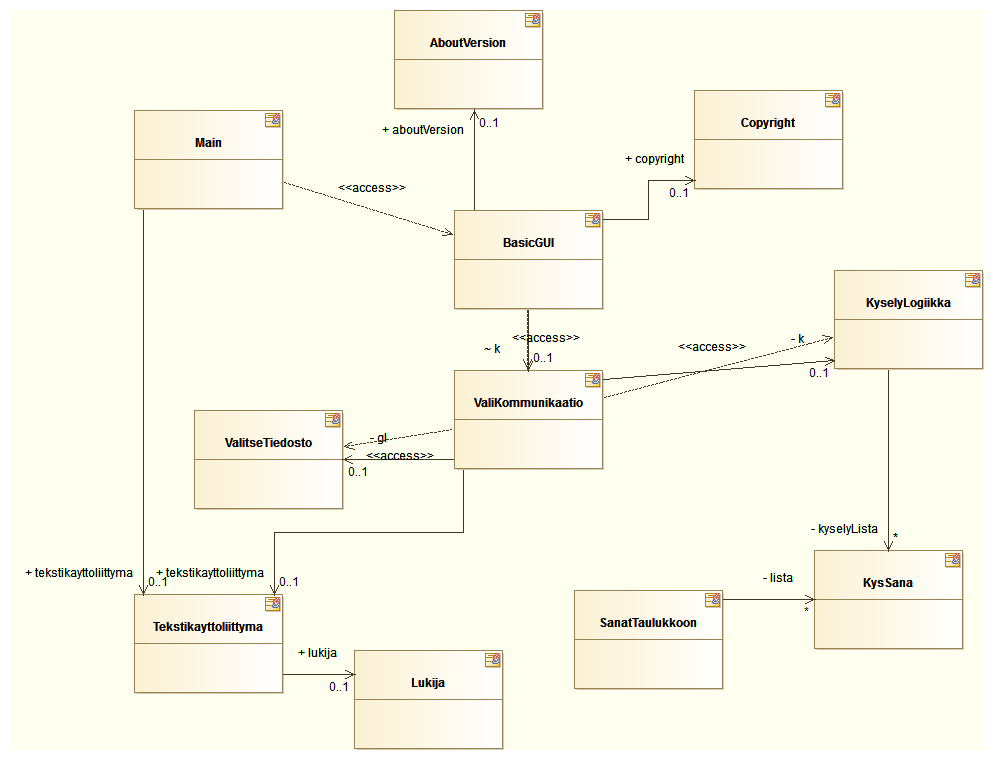 AboutVersion
+ aboutVersion
0..1
Copyright
+ copyright
0..1
Main
<<access>>
BasicGUI
<<access>>
~ k
0..1
KyselyLogiikka
- k
<<access>>
0..1
ValiKommunikaatio
ValitseTiedosto
- gl
<<access>>
0..1
- kyselyLista
*
+ tekstikayttoliittyma
0..1
+ tekstikayttoliittyma
0..1
KysSana
- lista
*
SanatTaulukkoon
Tekstikayttoliittyma
+ lukija
0..1
Lukija